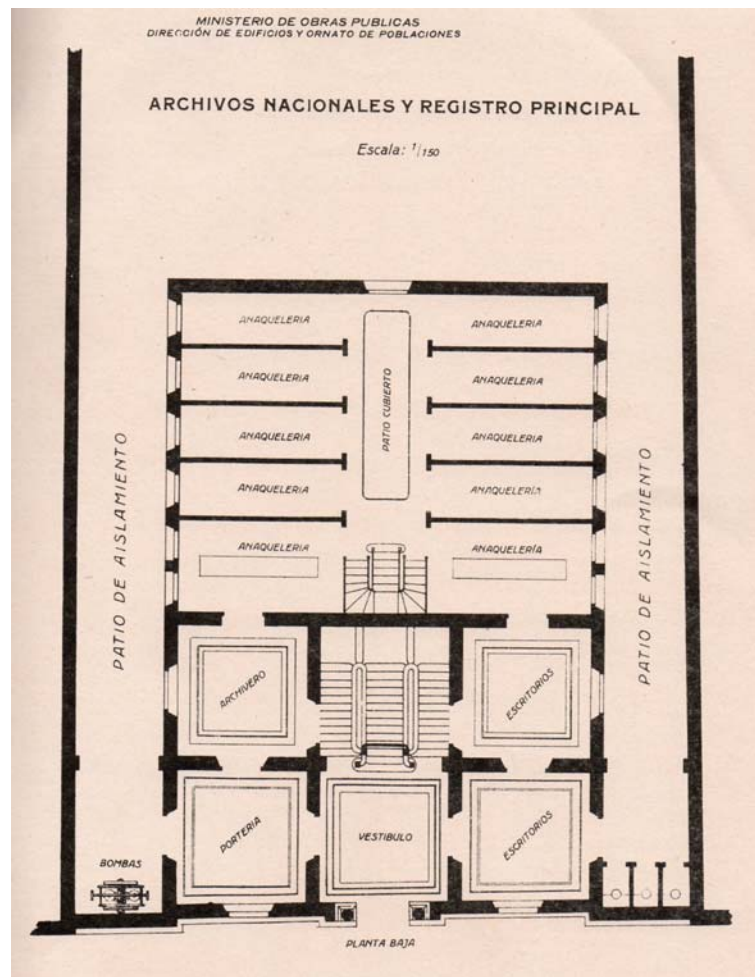 MINISTERIO DE OBRAS PUBLICAS
DIRECCIÓN DE EDIFICIOS Y ORNATO DE POBLACIONES
ARCHIVOS NACIONALES Y REGISTRO PRINCIPAL
Escala: 1/150
ANAQUELERIA
ANAQUELERIA
ANAQUELERIA
ANAQUELERIA
ANAQUELERIA
ANAQUELERIA
ANAQUELERIA
ANAQUELERÍA
ANAQUELERIA
ANAQUELERÍA
PATIO CUBIERTO
PATIO DE AISLAMIENTO
PATIO DE AISLAMIENTO
ARCHIVERO
ESCRITORIOS
PORTERIA
VESTIBULO
ESCRITORIOS
BOMBAS
PLANTA BAJA